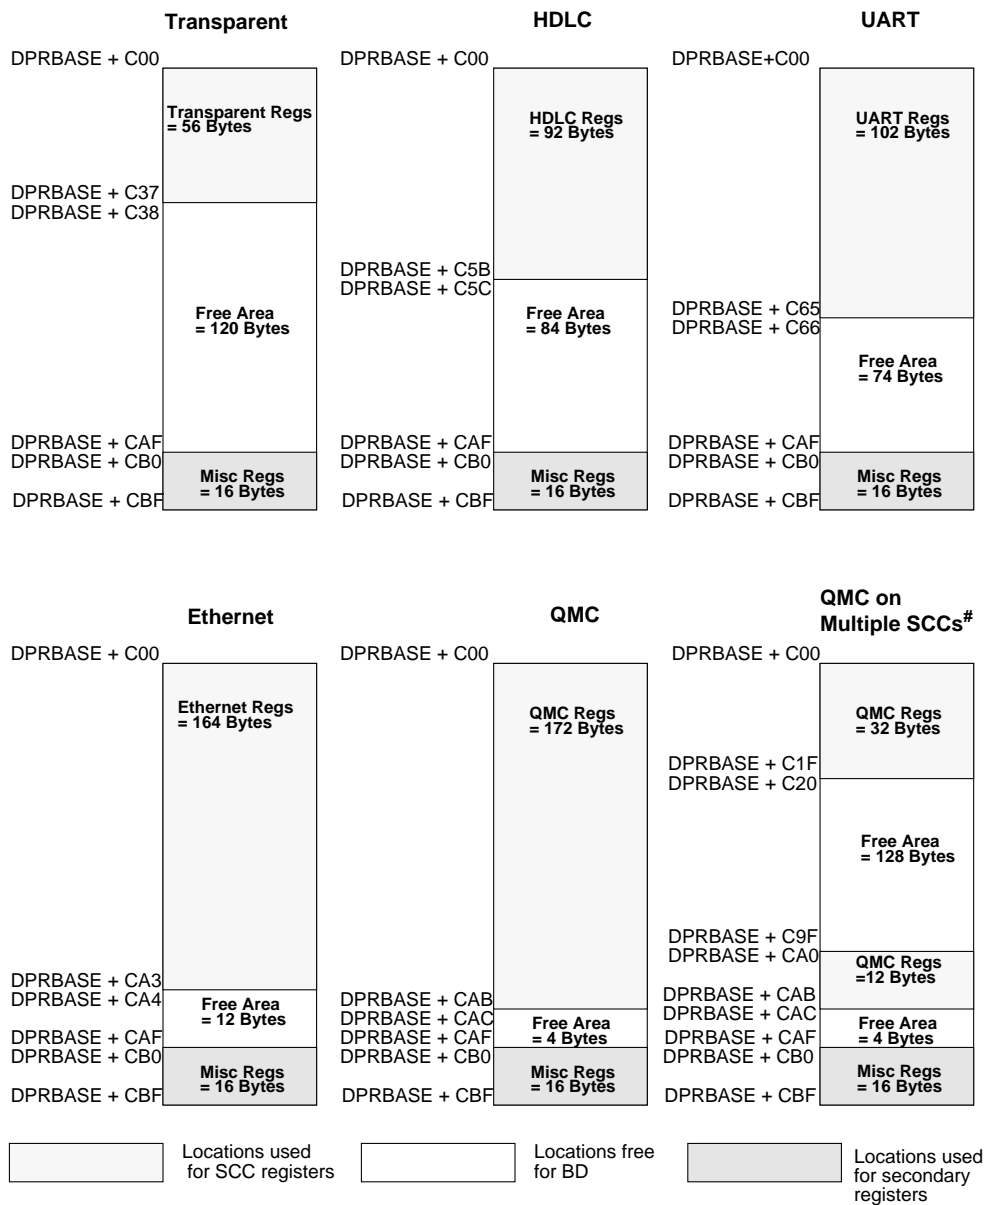 Transparent
DPRBASE + C00
Transparent Regs
= 56 Bytes
DPRBASE + C37
DPRBASE + C38
Free Area
= 120 Bytes
DPRBASE + CAF
DPRBASE + CB0
Misc Regs
= 16 Bytes
DPRBASE + CBF
HDLC
DPRBASE + C00
HDLC Regs
= 92 Bytes
DPRBASE + C5B
DPRBASE + C5C
Free Area
= 84 Bytes
DPRBASE + CAF
DPRBASE + CB0
Misc Regs
= 16 Bytes
DPRBASE + CBF
UART
DPRBASE+C00
UART Regs
= 102 Bytes
DPRBASE + C65
DPRBASE + C66
Free Area
= 74 Bytes
DPRBASE + CAF
DPRBASE + CB0
Misc Regs
= 16 Bytes
DPRBASE + CBF
Ethernet
DPRBASE + C00
Ethernet Regs
= 164 Bytes
DPRBASE + CA3
DPRBASE + CA4
Free Area
= 12 Bytes
DPRBASE + CAF
DPRBASE + CB0
Misc Regs
= 16 Bytes
DPRBASE + CBF
QMC
DPRBASE + C00
QMC Regs
= 172 Bytes
DPRBASE + CAB
DPRBASE + CAC
Free Area
= 4 Bytes
DPRBASE + CAF
DPRBASE + CB0
Misc Regs
= 16 Bytes
DPRBASE + CBF
QMC on
Multiple SCCs#
DPRBASE + C00
QMC Regs
= 32 Bytes
DPRBASE + C1F
DPRBASE + C20
Free Area
= 128 Bytes
DPRBASE + C9F
DPRBASE + CA0
QMC Regs
=12 Bytes
DPRBASE + CAB
DPRBASE + CAC
Free Area
= 4 Bytes
DPRBASE + CAF
DPRBASE + CB0
Misc Regs
= 16 Bytes
DPRBASE + CBF
Locations used
for SCC registers
Locations free
for BD
Locations used
for secondary
registers